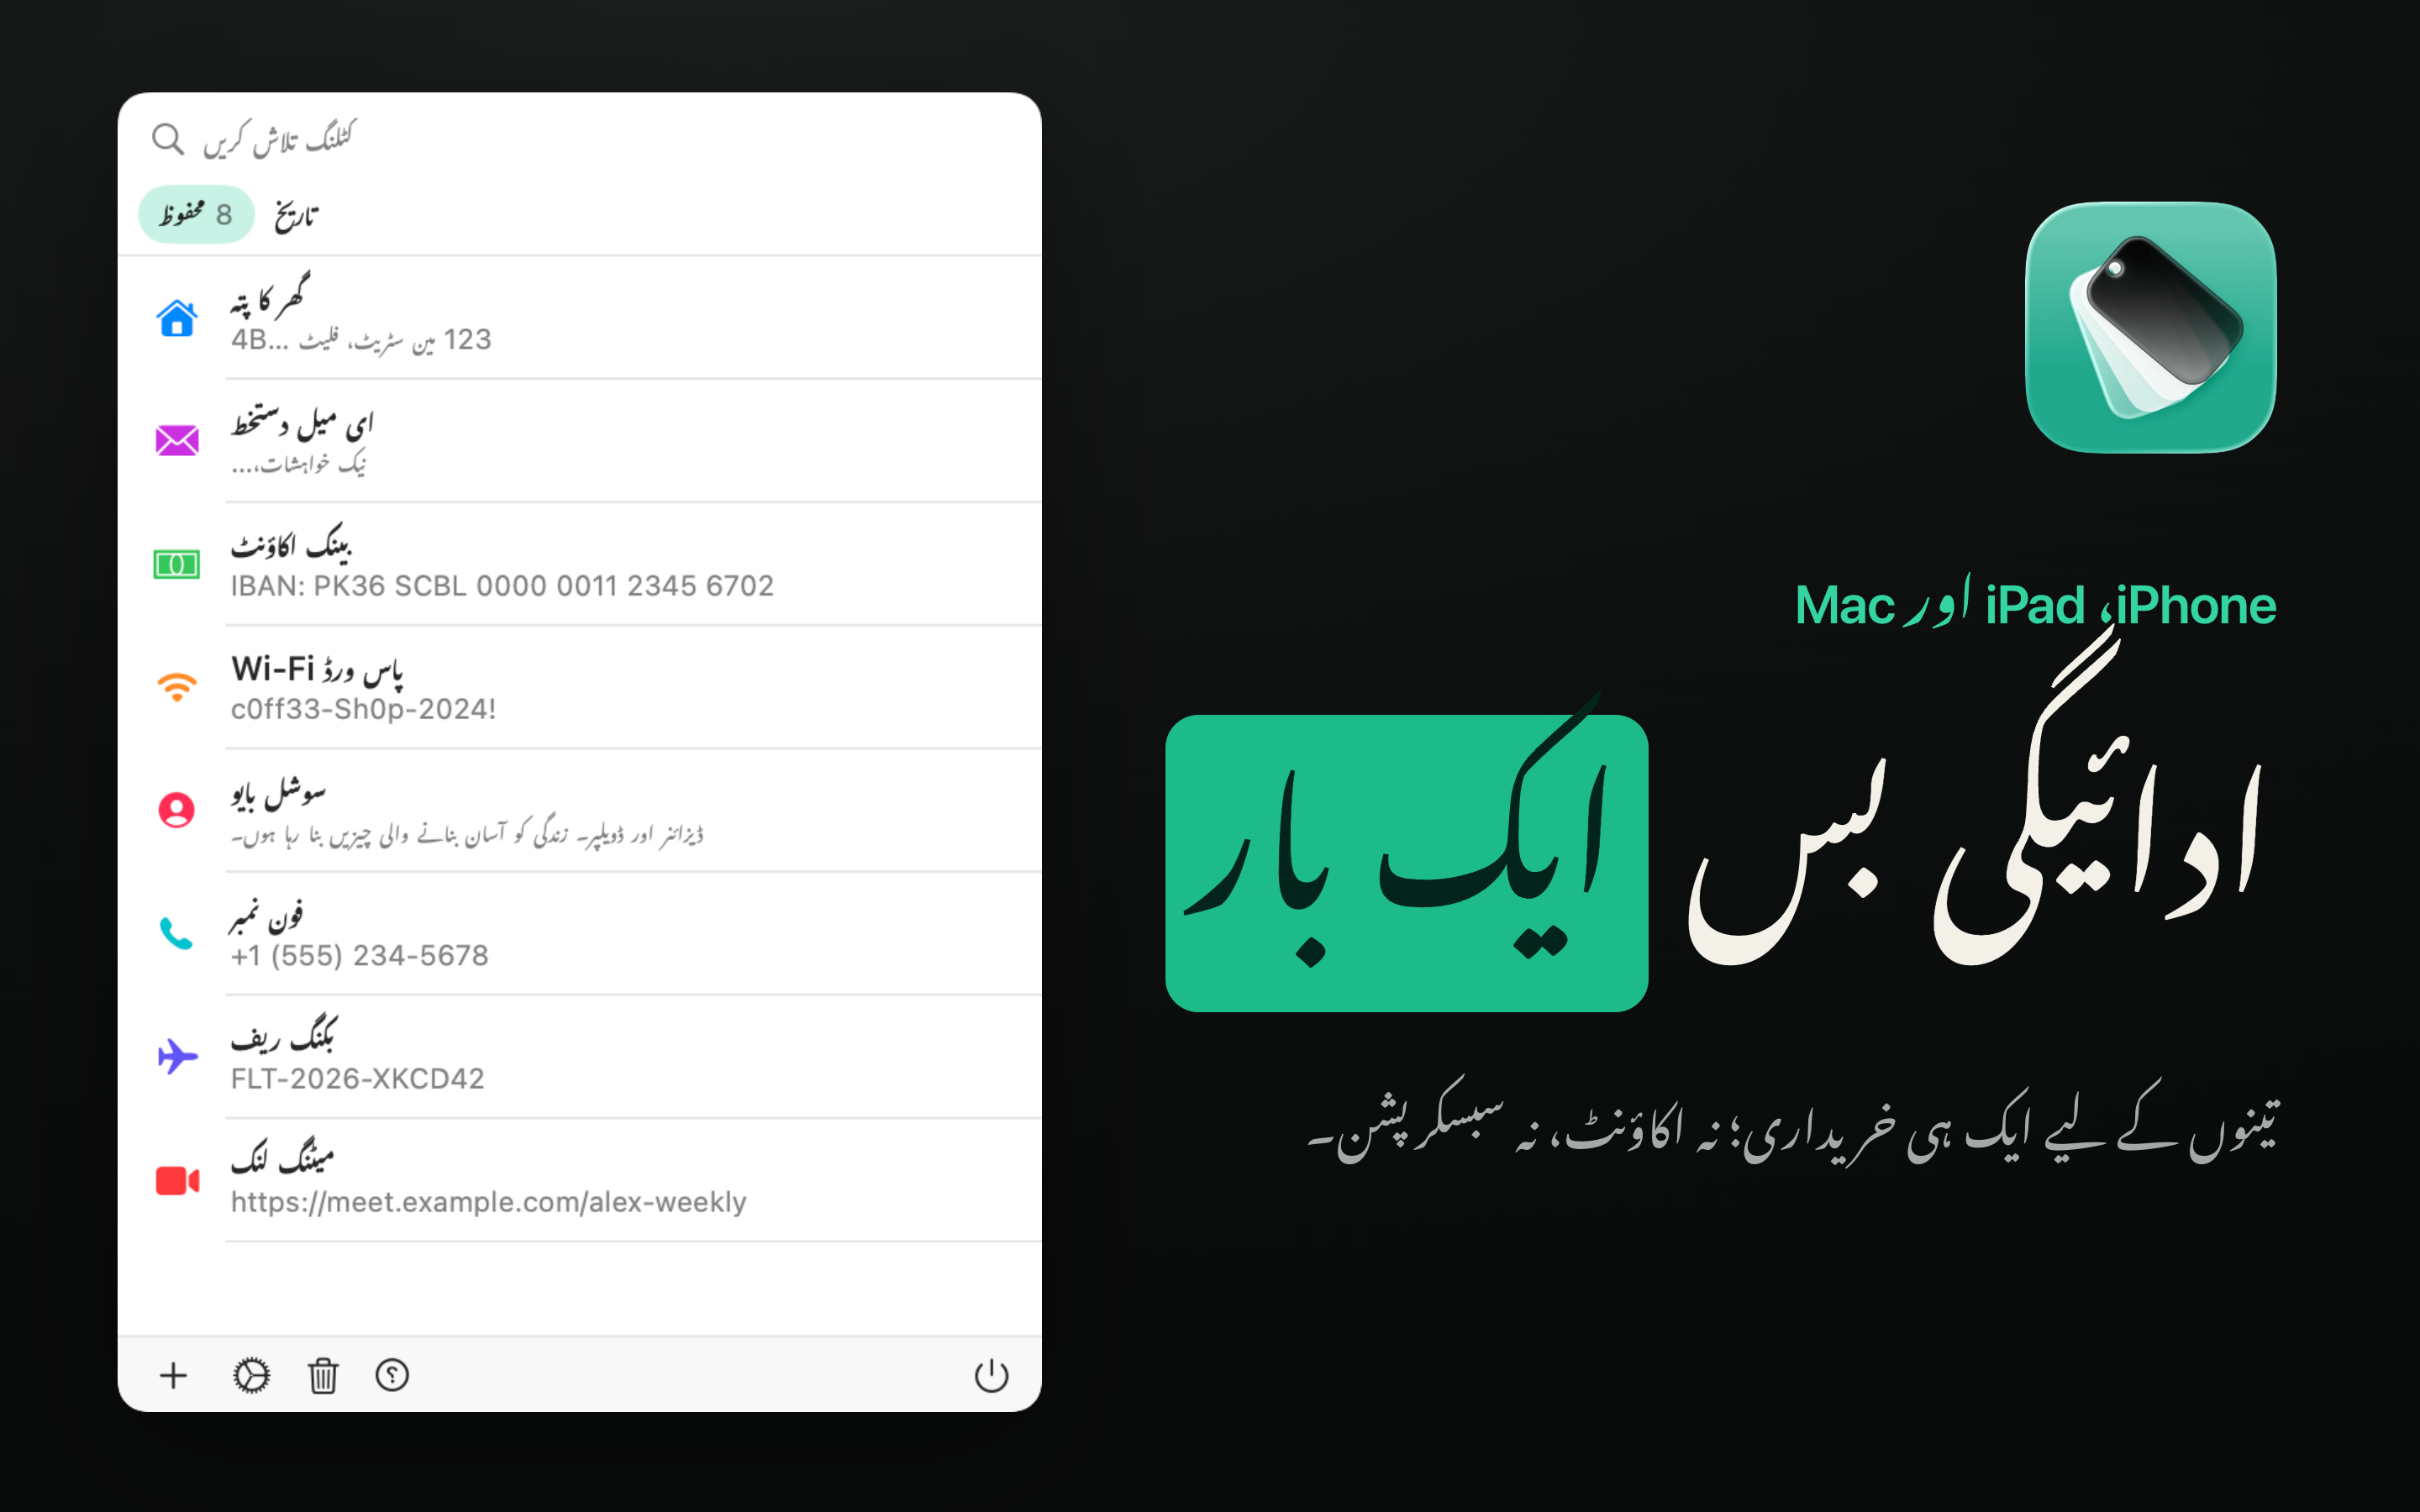 کٹلنگ تلاش کریں
محفوظ 8
تاریخ
گھر کا پتہ
123 مین سٹریٹ، فلیٹ 4B...
ای میل دستخط
نیک خواہشات،...
بینک اکاؤنٹ
IBAN: PK36 SCBL 0000 0011 2345 6702
Wi-Fi پاس ورڈ
c0ff33-Sh0p-2024!
سوشل بایو
ڈیزائنر اور ڈویلپر۔ زندگی کو آسان بنانے والی چیزیں بنا رہا ہوں۔
فون نمبر
+1 (555) 234-5678
بکنگ ریف
FLT-2026-XKCD42
میٹنگ لنک
https://meet.example.com/alex-weekly
iPhone، iPad اور Mac
ادائیگی بس ایک بار
تینوں کے لیے ایک ہی خریداری؛ نہ اکاؤنٹ، نہ سبسکرپشن۔